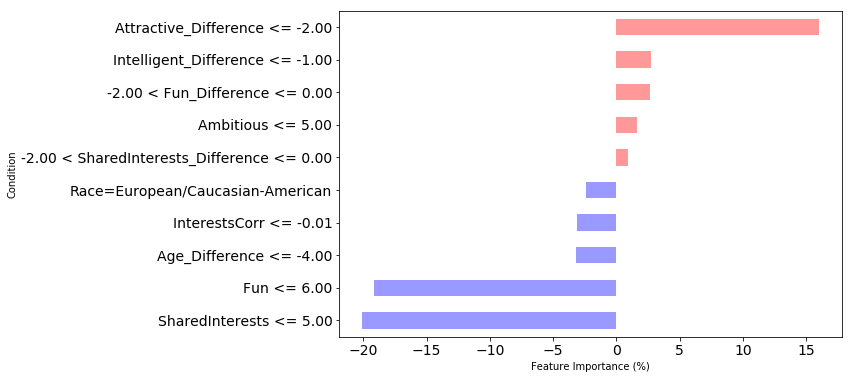 Attractive_Difference <= -2.00
Intelligent_Difference <= -1.00
-2.00 < Fun_Difference <= 0.00
Ambitious <= 5.00
-2.00 < SharedInterests_Difference <= 0.00
Race=European/Caucasian-American
InterestsCorr <= -0.01
Age_Difference <= -4.00
Fun <= 6.00
SharedInterests <= 5.00
Condition
−20 −15 −10 −5 0 5 10 15
Feature Importance (%)